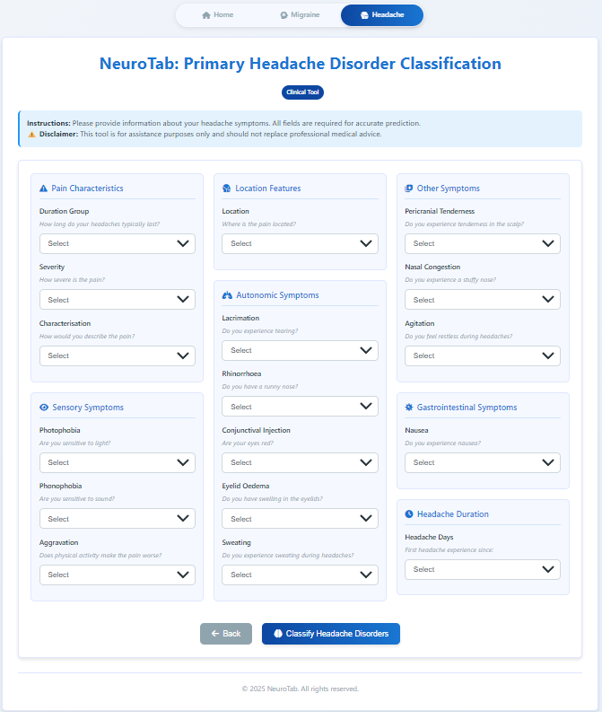 Home
Migraine
Headache
NeuroTab: Primary Headache Disorder Classification
Clinical Tool
Instructions: Please provide information about your headache symptoms. All fields are required for accurate prediction.
Disclaimer: This tool is for assistance purposes only and should not replace professional medical advice.
Pain Characteristics
Duration Group
How long do your headaches typically last?
Select
Severity
How severe is the pain?
Select
Characterisation
How would you describe the pain?
Select
Sensory Symptoms
Photophobia
Are you sensitive to light?
Select
Phonophobia
Are you sensitive to sound?
Select
Aggravation
Does physical activity make the pain worse?
Select
Location Features
Location
Where is the pain located?
Select
Autonomic Symptoms
Lacrimation
Do you experience tearing?
Select
Rhinorrhoea
Do you have a runny nose?
Select
Conjunctival Injection
Are your eyes red?
Select
Eyelid Oedema
Do you have swelling in the eyelids?
Select
Sweating
Do you experience sweating during headaches?
Select
Other Symptoms
Pericranial Tenderness
Do you experience tenderness in the scalp?
Select
Nasal Congestion
Do you experience a stuffy nose?
Select
Agitation
Do you feel restless during headaches?
Select
Gastrointestinal Symptoms
Nausea
Do you experience nausea?
Select
Headache Duration
Headache Days
First headache experience since:
Select
Back
Classify Headache Disorders
© 2025 NeuroTab. All rights reserved.